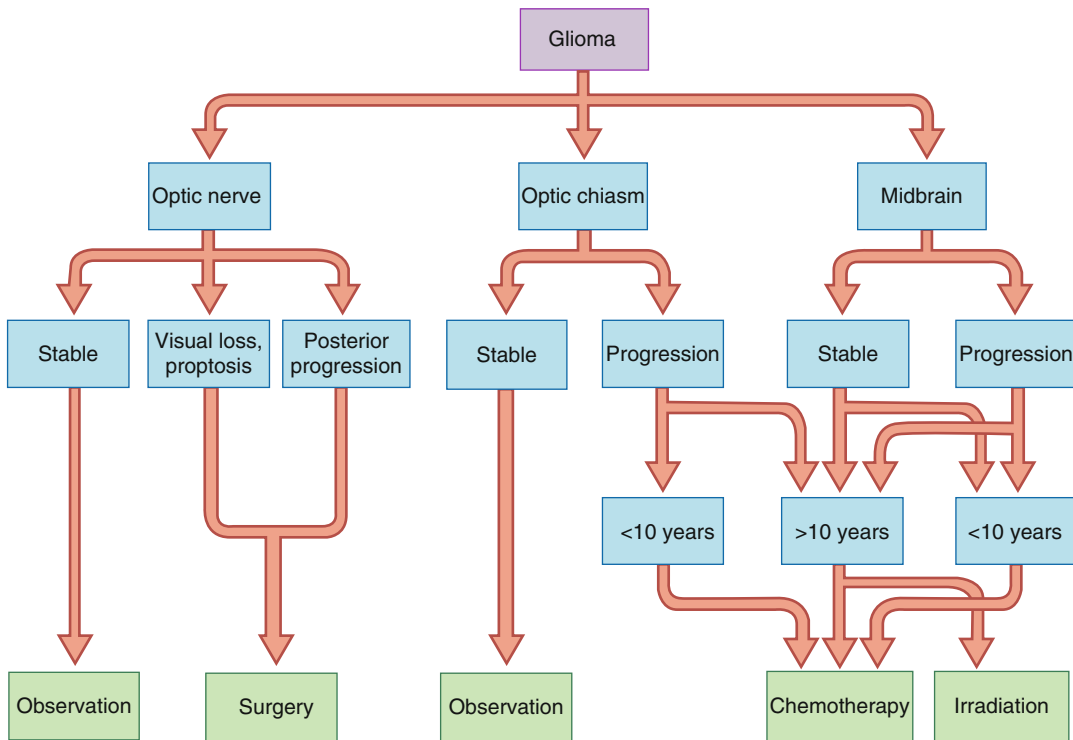 Glioma
Optic nerve
Optic chiasm
Midbrain
Stable
Visual loss,
proptosis
Posterior
progression
Stable
Progression
Stable
Progression
<10 years
>10 years
<10 years
Observation
Surgery
Observation
Chemotherapy
Irradiation